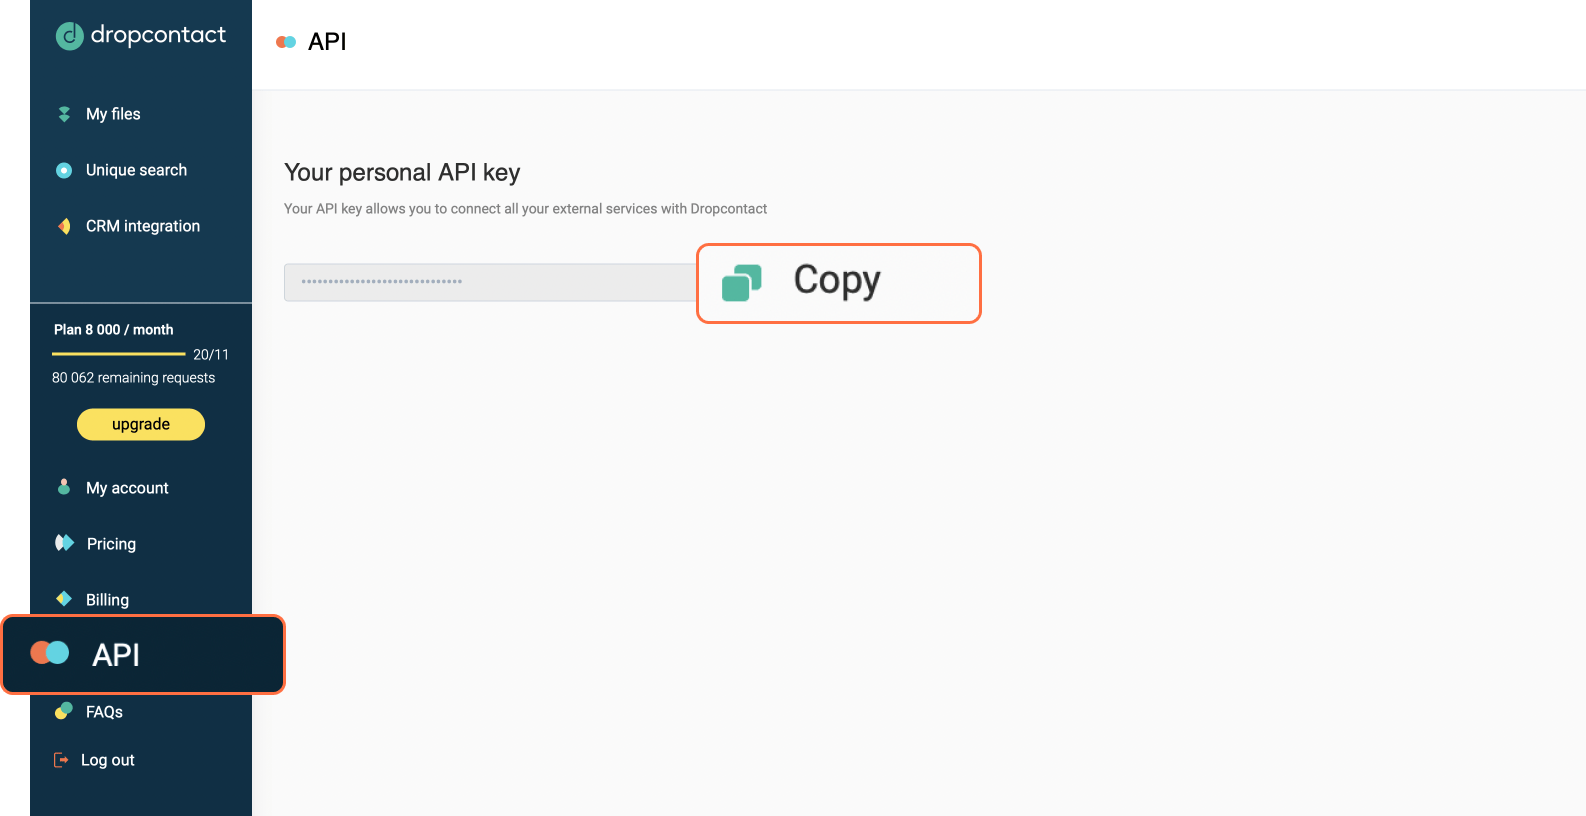 dropcontact
My files
Unique search
CRM integration
Plan 8 000 / month
20/11
80 062 remaining requests
upgrade
My account
Pricing
Billing
API
FAQs
Log out
API
Your personal API key
Your API key allows you to connect all your external services with Dropcontact
Copy